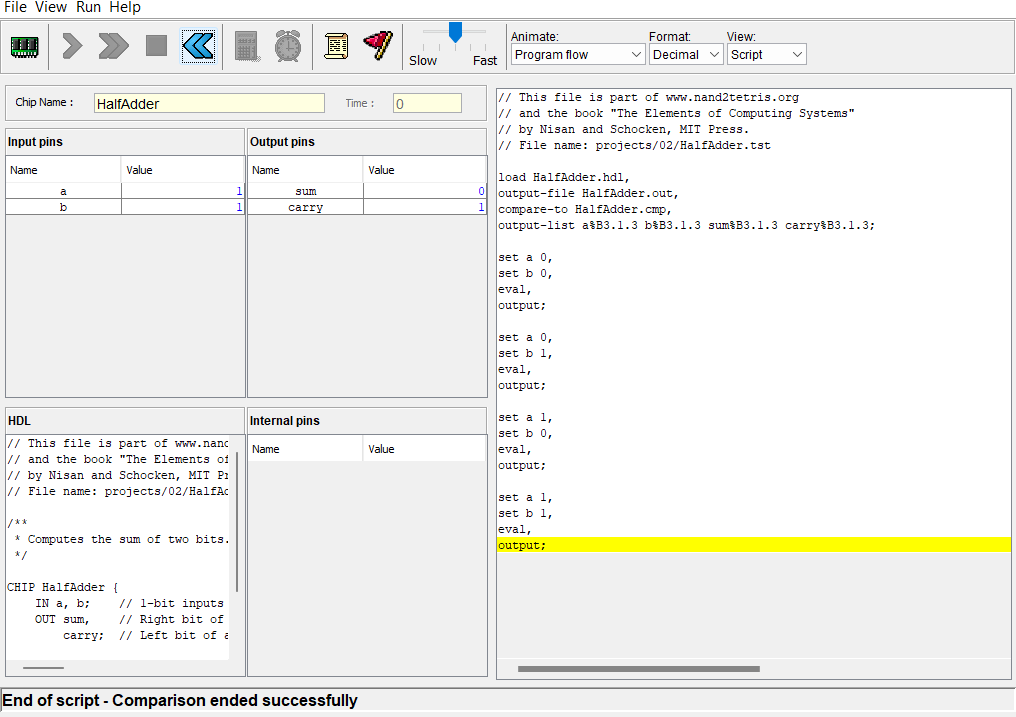 File View Run Help
Slow Fast
Animate: Format: View:
Program flow Decimal Script
Chip Name : HalfAdder Time : 0
Input pins
Name Value
a 1
b 1
Output pins
Name Value
sum 0
carry 1
HDL
// This file is part of www.nand
// and the book "The Elements of
// by Nisan and Schocken, MIT Pr
// File name: projects/02/HalfAd
/**
* Computes the sum of two bits.
*/
CHIP HalfAdder {
IN a, b;    // 1-bit inputs
OUT sum,    // Right bit of
carry;  // Left bit of a
Internal pins
Name Value
// This file is part of www.nand2tetris.org
// and the book "The Elements of Computing Systems"
// by Nisan and Schocken, MIT Press.
// File name: projects/02/HalfAdder.tst
load HalfAdder.hdl,
output-file HalfAdder.out,
compare-to HalfAdder.cmp,
output-list a%B3.1.3 b%B3.1.3 sum%B3.1.3 carry%B3.1.3;
set a 0,
set b 0,
eval,
output;
set a 0,
set b 1,
eval,
output;
set a 1,
set b 0,
eval,
output;
set a 1,
set b 1,
eval,
output;
End of script - Comparison ended successfully